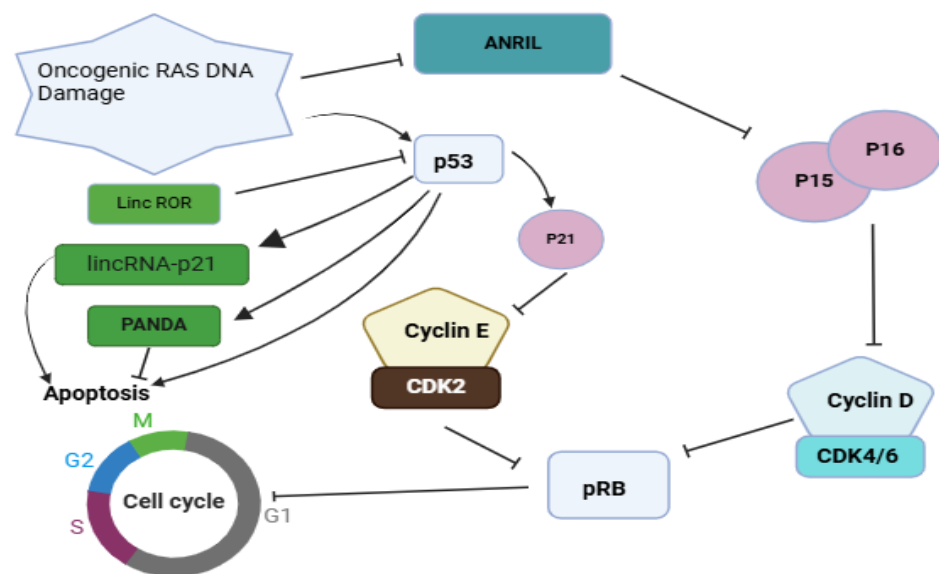 ANRIL
Oncogenic RAS DNA
Damage
p53
P16
P15
Linc ROR
P21
lincRNA-p21
PANDA
Cyclin E
CDK2
Apoptosis
Cyclin D
CDK4/6
M
G2
Cell cycle
S
G1
pRB